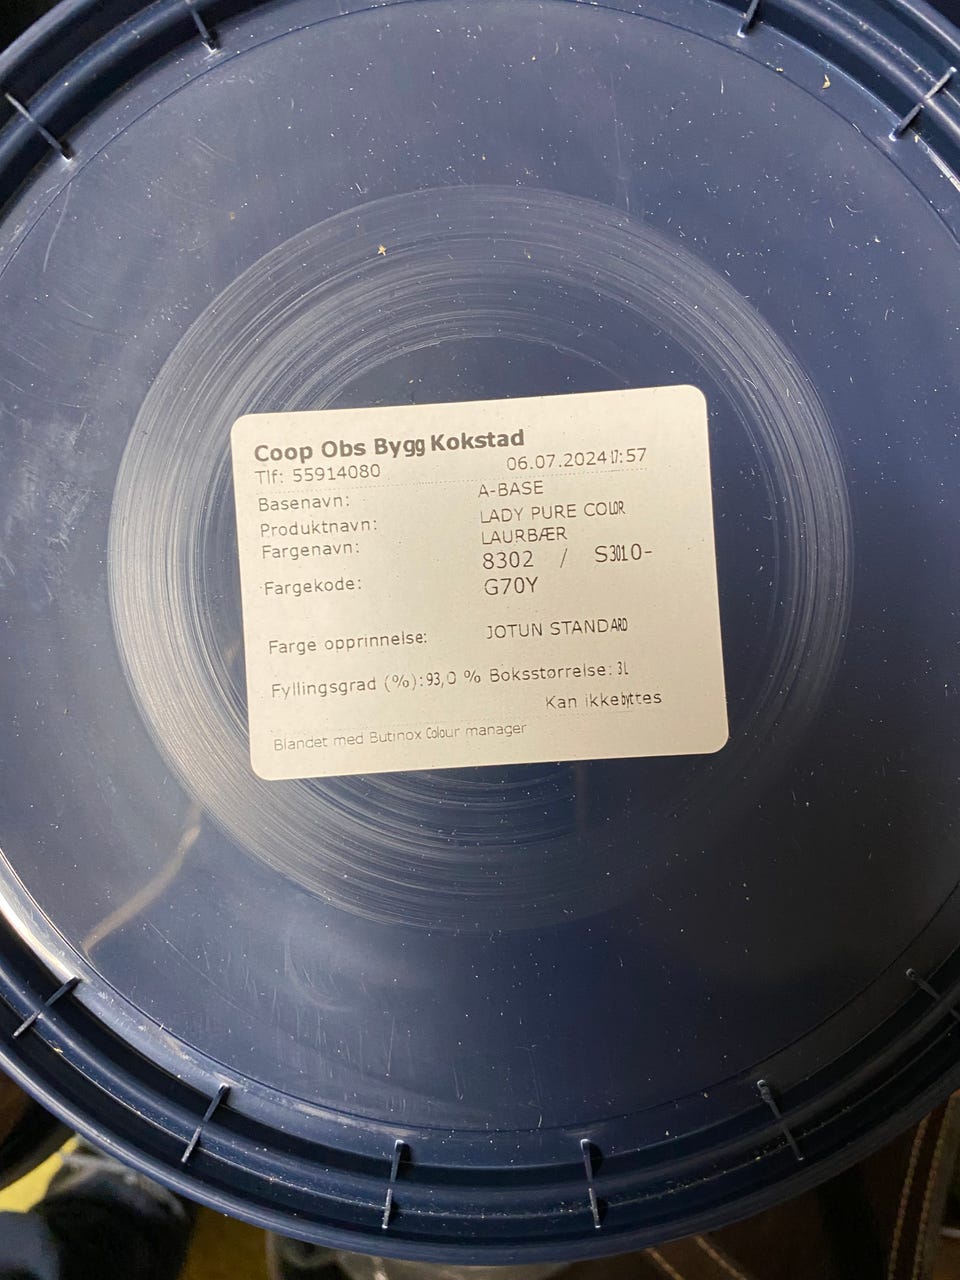 Coop Obs Bygg Kokstad
Tlf: 55914080 06.07.2024 17:57
Basenavn: A-BASE
Produktnavn: LADY PURE COLOR
Fargenavn: LAURBÆR
Fargekode: 8302 / S3010-
G70Y
Farge opprinnelse: JOTUN STANDARD
Fyllingsgrad (%): 93,0 % Boksstørrelse: 3L
Kan ikke byttes
Blandet med Butinox Colour manager